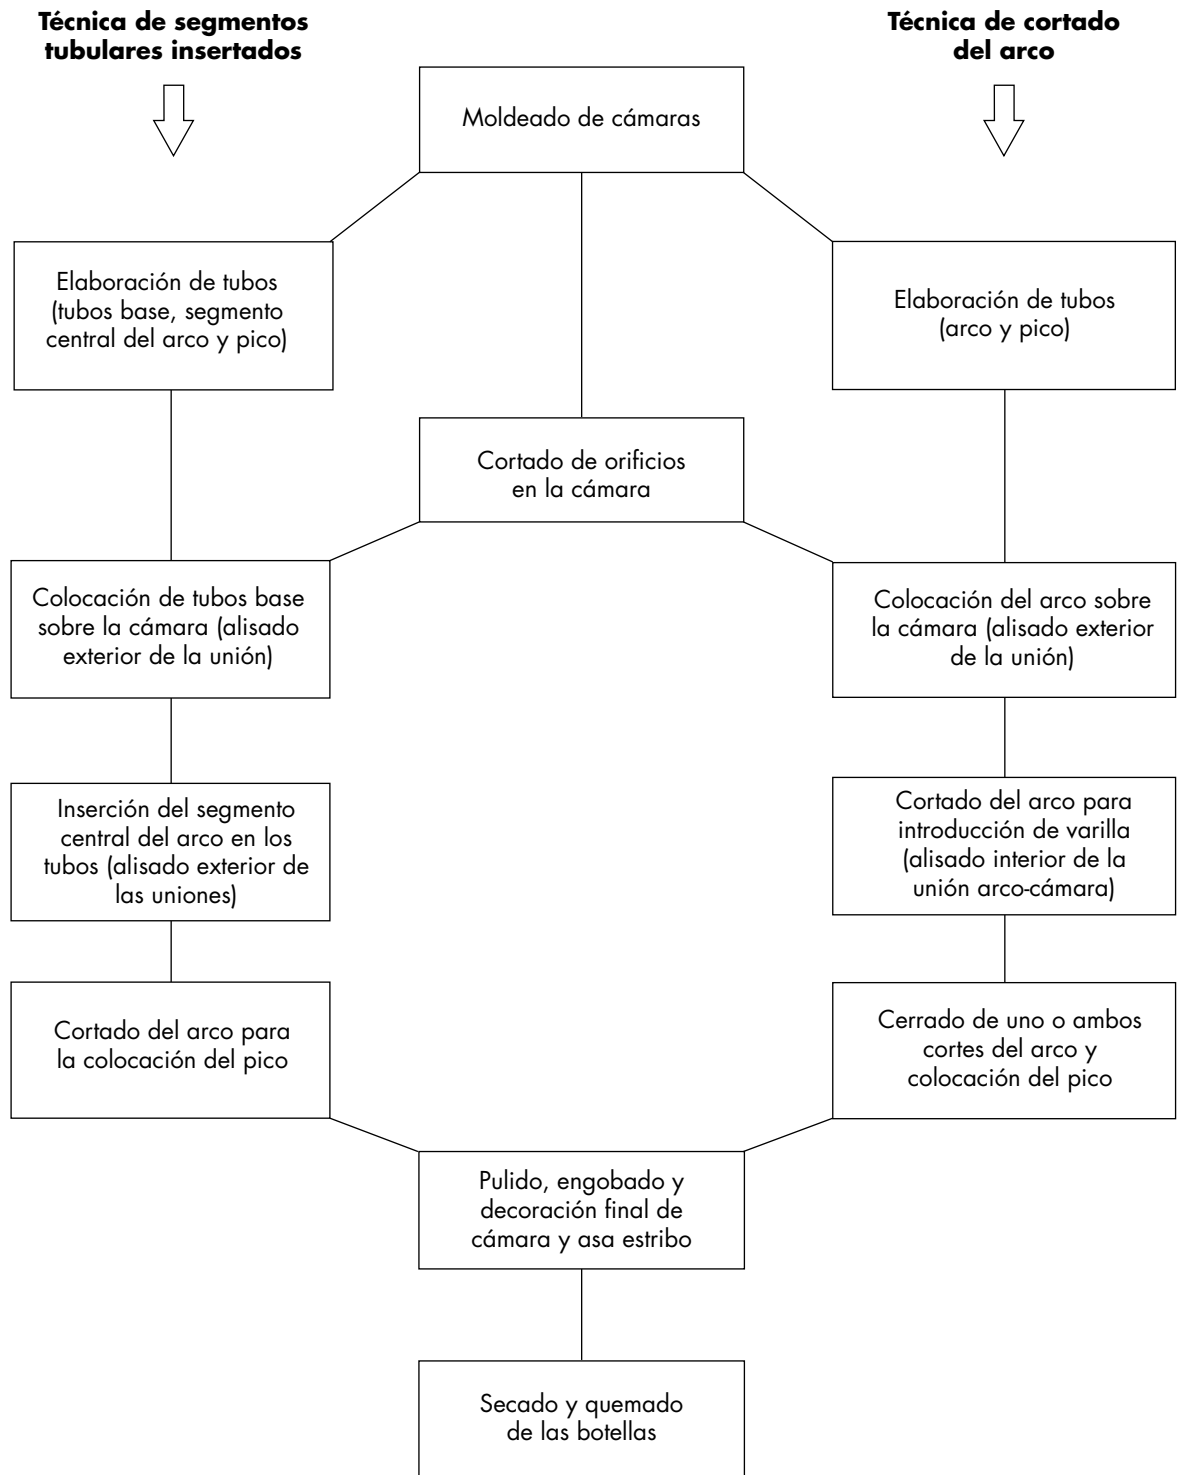 Técnica de segmentos
tubulares insertados
Técnica de cortado
del arco
Moldeado de cámaras
Elaboración de tubos
(tubos base, segmento
central del arco y pico)
Elaboración de tubos
(arco y pico)
Cortado de orificios
en la cámara
Colocación de tubos base
sobre la cámara (alisado
exterior de la unión)
Colocación del arco sobre
la cámara (alisado exterior
de la unión)
Inserción del segmento
central del arco en los
tubos (alisado exterior de
las uniones)
Cortado del arco para
introducción de varilla
(alisado interior de la
unión arco-cámara)
Cortado del arco para
la colocación del pico
Cerrado de uno o ambos
cortes del arco y
colocación del pico
Pulido, engobado y
decoración final de
cámara y asa estribo
Secado y quemado
de las botellas